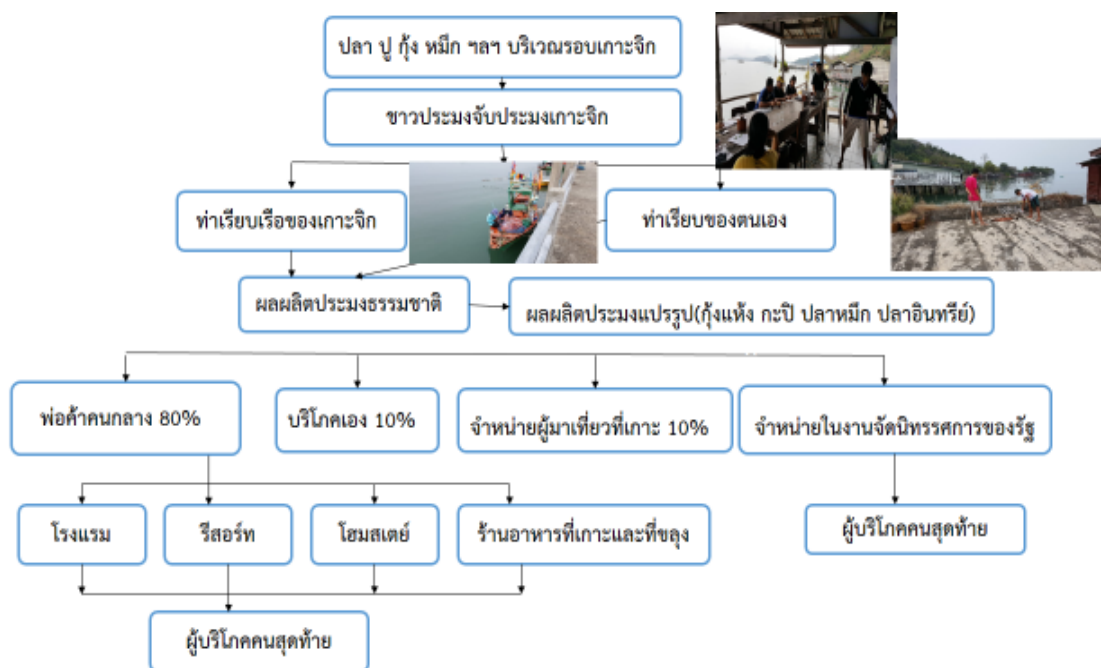 ปลา ปู กุ้ง หมึก ฯลฯ บริเวณรอบเกาะจิก
ชาวประมงจับประมงเกาะจิก
ท่าเรียบเรือของเกาะจิก
ท่าเรียบของตนเอง
ผลผลิตประมงธรรมชาติ
ผลผลิตประมงแปรรูป(กุ้งแห้ง กะปิ ปลาหมึก ปลาอินทรีย์)
พ่อค้าคนกลาง 80%
บริโภคเอง 10%
จำหน่ายผู้มาเที่ยวที่เกาะ 10%
จำหน่ายในงานจัดนิทรรศการของรัฐ
โรงแรม
รีสอร์ท
โฮมสเตย์
ร้านอาหารที่เกาะและที่ขลุง
ผู้บริโภคคนสุดท้าย
ผู้บริโภคคนสุดท้าย